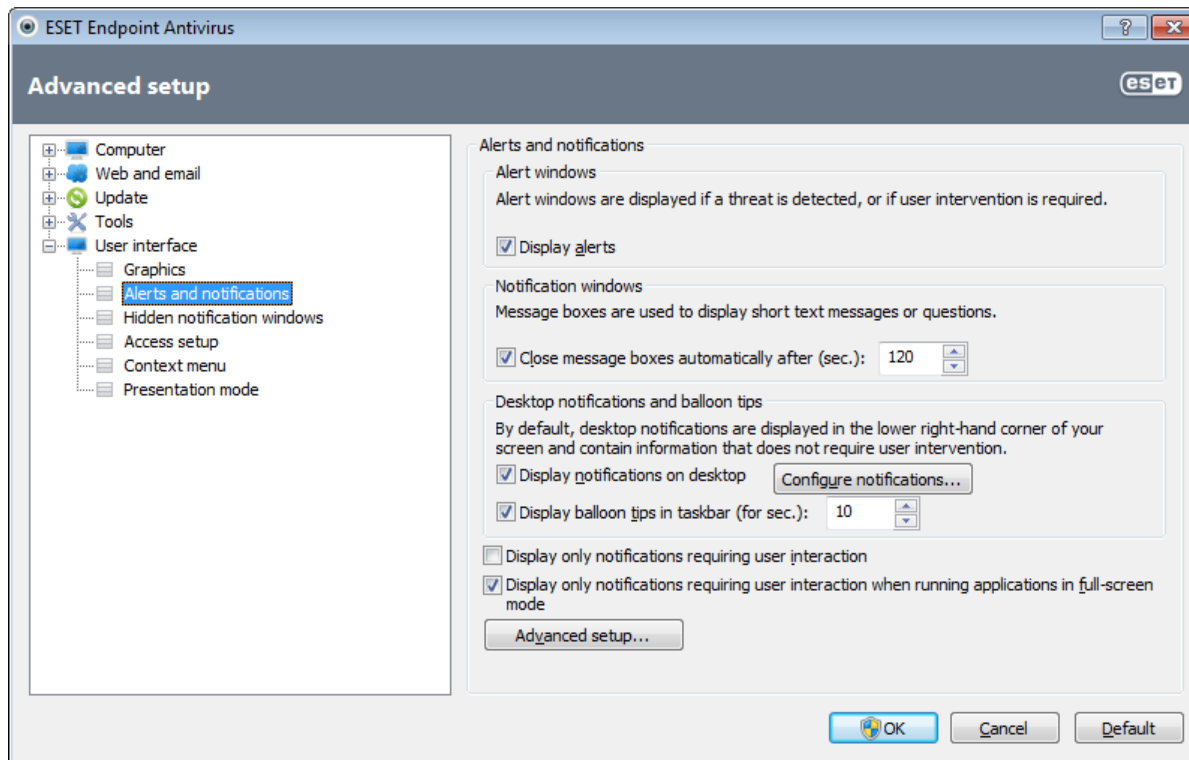 ESET Endpoint Antivirus
Advanced setup
eseT
Computer
Web and email
Update
Tools
User interface
Graphics
Alerts and notifications
Hidden notification windows
Access setup
Context menu
Presentation mode
Alerts and notifications
Alert windows
Alert windows are displayed if a threat is detected, or if user intervention is required.
Display alerts
Notification windows
Message boxes are used to display short text messages or questions.
Close message boxes automatically after (sec.): 120
Desktop notifications and balloon tips
By default, desktop notifications are displayed in the lower right-hand corner of your
screen and contain information that does not require user intervention.
Display notifications on desktop Configure notifications...
Display balloon tips in taskbar (for sec.): 10
Display only notifications requiring user interaction
Display only notifications requiring user interaction when running applications in full-screen
mode
Advanced setup...
OK Cancel Default